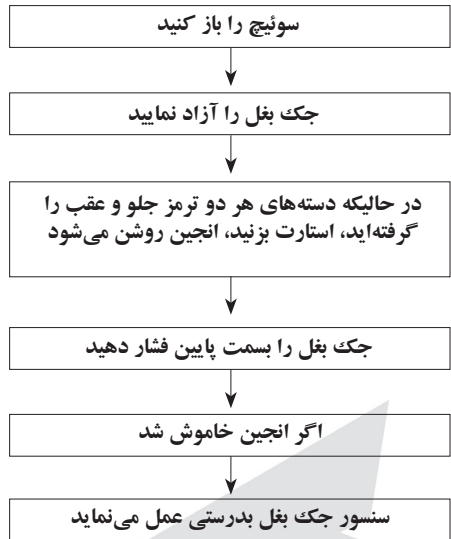 سوئیچ را باز کنید
جک بغل را آزاد نمایید
در حالیکه دسته‌های هر دو ترمز جلو و عقب را
گرفته‌اید، استارت بزنید، انجین روشن می‌شود
جک بغل را بسمت پایین فشار دهید
اگر انجین خاموش شد
سنسور جک بغل بدرستی عمل می‌نماید